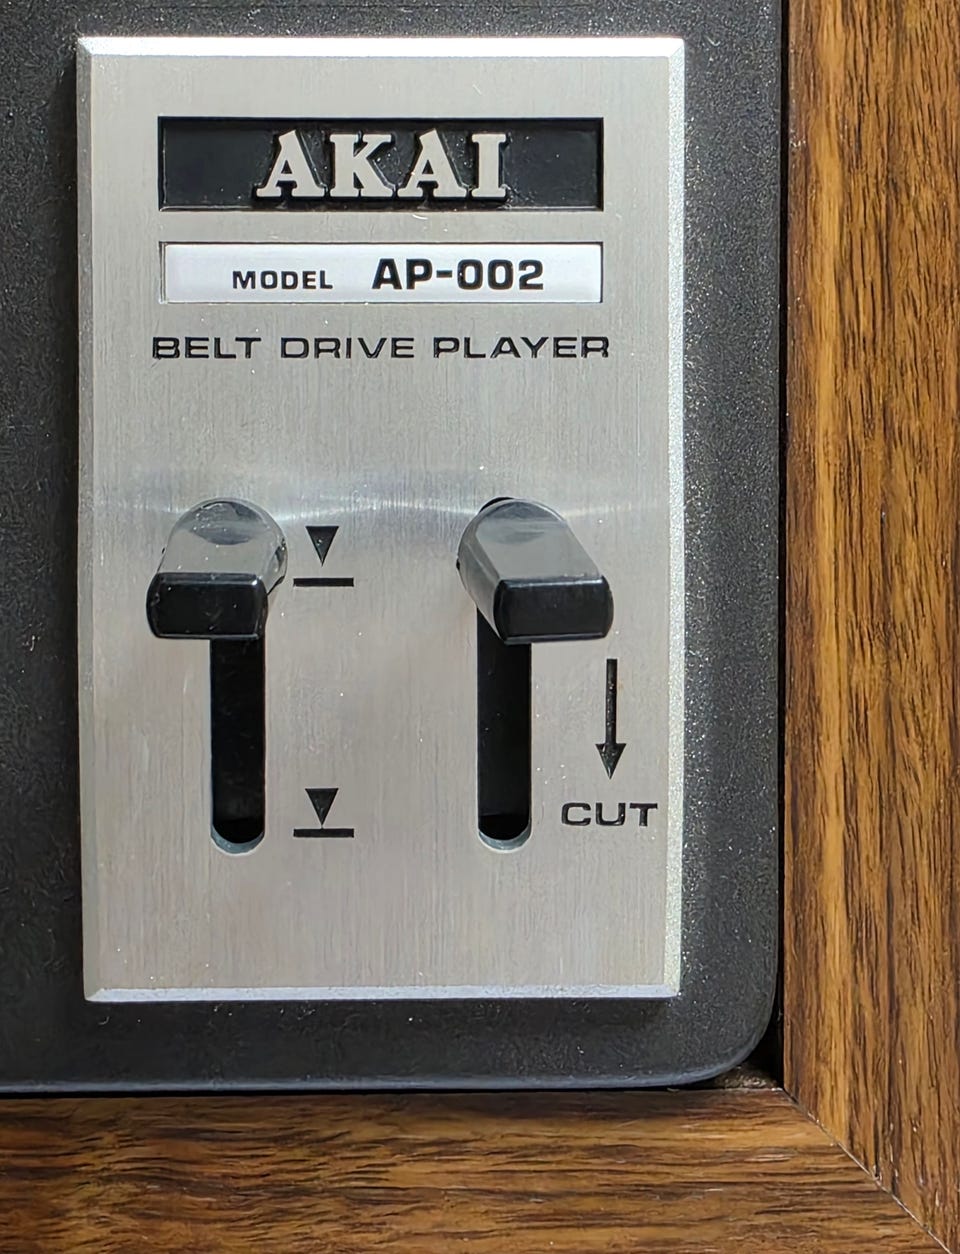 AKAI
MODEL AP-002
BELT DRIVE PLAYER
CUT